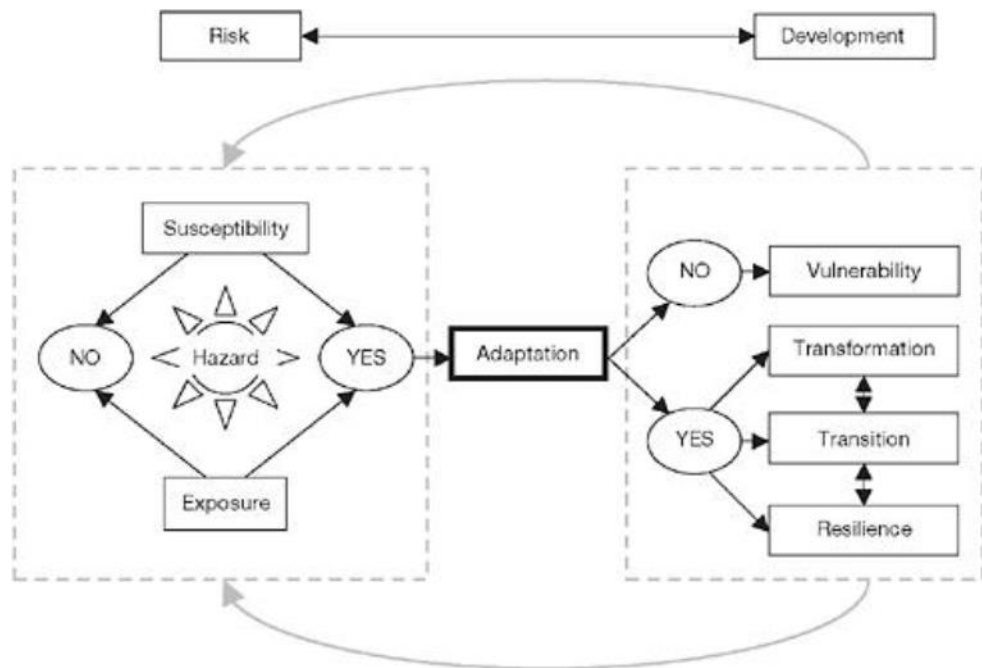 Risk
Development
Susceptibility
NO
Hazard
YES
Exposure
Adaptation
NO
Vulnerability
YES
Transformation
Transition
Resilience